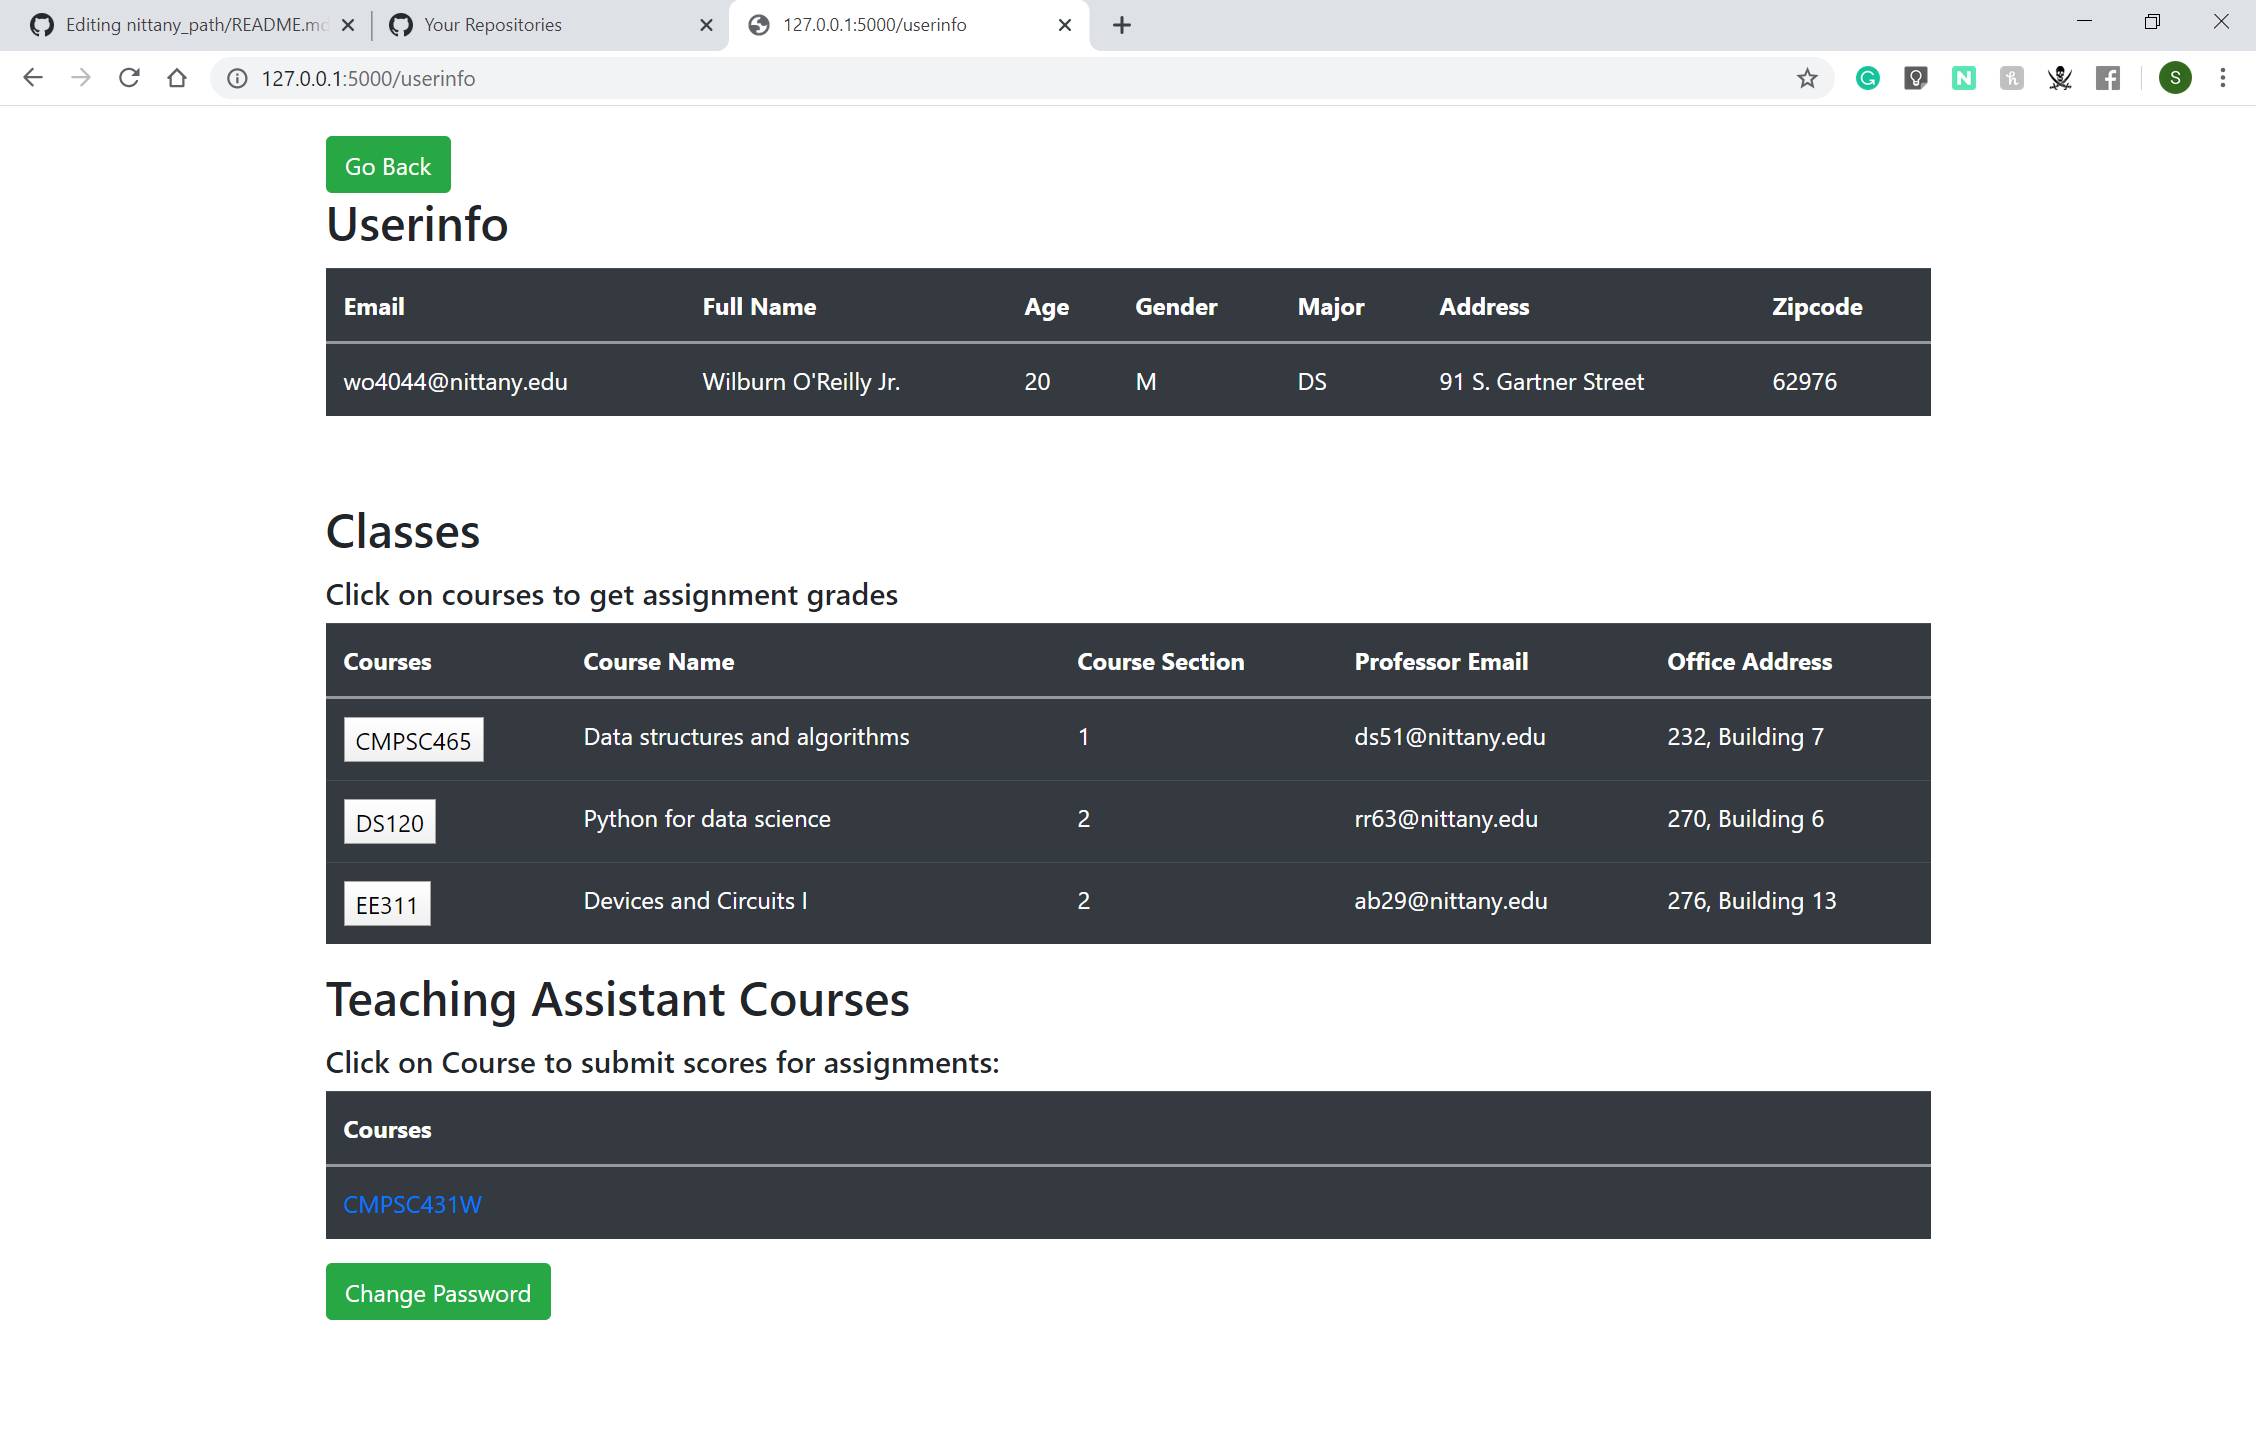 Editing nittany_path/README.md
Your Repositories
127.0.0.1:5000/userinfo
127.0.0.1:5000/userinfo
S
Go Back
Userinfo
Email Full Name Age Gender Major Address Zipcode
wo4044@nittany.edu Wilburn O'Reilly Jr. 20 M DS 91 S. Gartner Street 62976
Classes
Click on courses to get assignment grades
Courses Course Name Course Section Professor Email Office Address
CMPSC465 Data structures and algorithms 1 ds51@nittany.edu 232, Building 7
DS120 Python for data science 2 rr63@nittany.edu 270, Building 6
EE311 Devices and Circuits I 2 ab29@nittany.edu 276, Building 13
Teaching Assistant Courses
Click on Course to submit scores for assignments:
Courses
CMPSC431W
Change Password